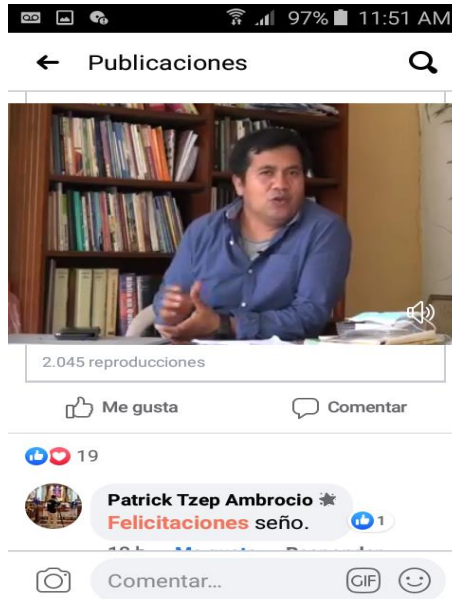 97% 11:51 AM
Publicaciones
2.045 reproducciones
Me gusta
Comentar
19
Patrick Tzep Ambrocio
Felicitaciones seño.
1
Comentar...
GIF